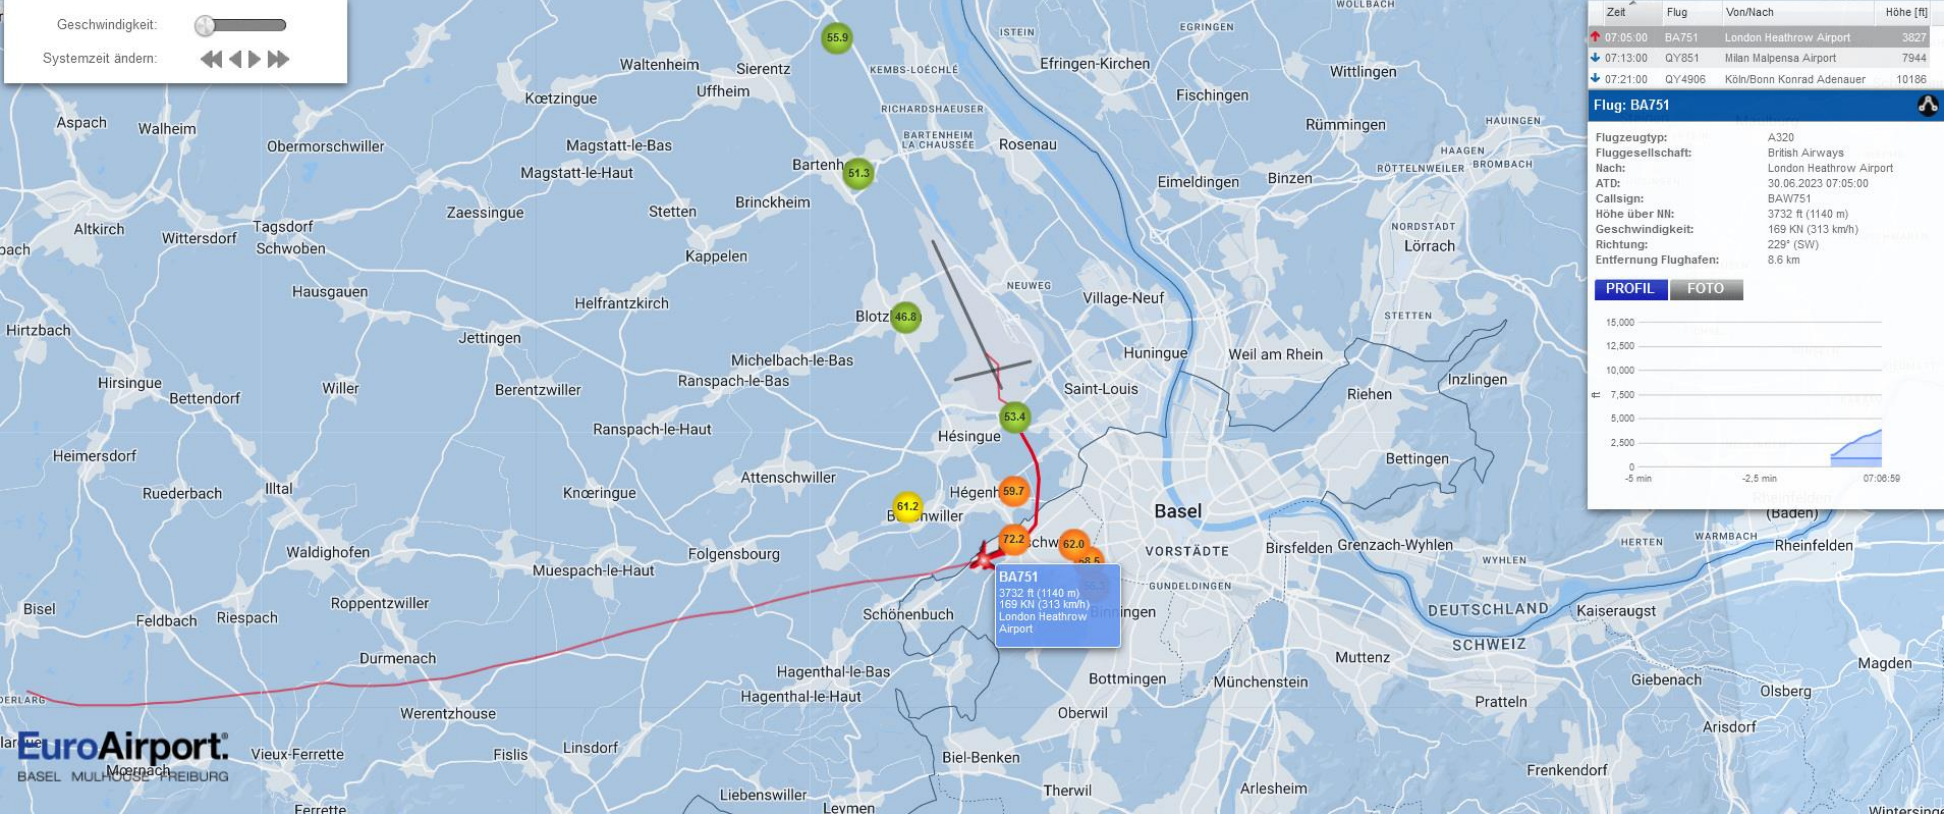 Geschwindigkeit:
Systemzeit ändern:
Zeit Flug Von/Nach Höhe [ft]
07:05:00 BA751 London Heathrow Airport 3827
07:13:00 QY851 Milan Malpensa Airport 7944
07:21:00 QY4906 Köln/Bonn Konrad Adenauer 10186
Flug: BA751
Flugzeugtyp: A320
Fluggesellschaft: British Airways
Nach: London Heathrow Airport
ATD: 30.06.2023 07:05:00
Callsign: BAW751
Höhe über NN: 3732 ft (1140 m)
Geschwindigkeit: 169 KN (313 km/h)
Richtung: 229° (SW)
Entfernung Flughafen: 8.6 km
PROFIL FOTO
15,000
12,500
10,000
ft 7,500
5,000
2,500
0
-5 min -2,5 min 07:06:59
WOLLBACH
ISTEIN
EGRINGEN
55.9
Waltenheim
Sierentz
KEMBS-LOÉCHLÉ
Efringen-Kirchen
Wittlingen
Uffheim
Kœtzingue
Fischingen
RICHARDSHAEUSER
Aspach
Walheim
Rümmingen
HAUINGEN
BARTENHEIM
LA CHAUSSÉE
Obermorschwiller
Magstatt-le-Bas
Rosenau
HAAGEN
BROMBACH
RÖTTELNWEILER
Bartenh
51.3
Magstatt-le-Haut
Eimeldingen
Binzen
Brinckheim
Zaessingue
Stetten
Altkirch
Tagsdorf
Wittersdorf
Schwoben
NORDSTADT
Lörrach
bach
Kappelen
Hausgauen
NEUWEG
Village-Neuf
Helfrantzkirch
Blotz
46.8
STETTEN
Hirtzbach
Jettingen
Huningue
Weil am Rhein
Michelbach-le-Bas
Ranspach-le-Bas
Hirsingue
Willer
Berentzwiller
Saint-Louis
Inzlingen
Bettendorf
Riehen
53.4
Ranspach-le-Haut
Hésingue
Heimersdorf
Bettingen
Attenschwiller
Illtal
Ruederbach
Knœringue
Hégenh
59.7
61.2
B
nwiller
Basel
Rheinfelden
(Baden)
72.2
chw
62.0
Waldighofen
Folgensbourg
VORSTÄDTE
Birsfelden
Grenzach-Wyhlen
HERTEN
WARMBACH
Rheinfelden
WYHLEN
Muespach-le-Haut
BA751
3732 ft (1140 m)
169 KN (313 km/h)
London Heathrow
Airport
GUNDELDINGEN
Binningen
Bisel
Feldbach
Riespach
Roppentzwiller
Schönenbuch
DEUTSCHLAND
Kaiseraugst
SCHWEIZ
Durmenach
Hagenthal-le-Bas
Hagenthal-le-Haut
Bottmingen
Münchenstein
Muttenz
Giebenach
Magden
Olsberg
DERLARG
Werentzhouse
Oberwil
Pratteln
Arisdorf
EuroAirport.®
BASEL MULHOUSE FREIBURG
Mœrnach
Vieux-Ferrette
Fislis
Linsdorf
Biel-Benken
Frenkendorf
Liebenswiller
Therwil
Arlesheim
Ferrette
Leymen
Wintersing